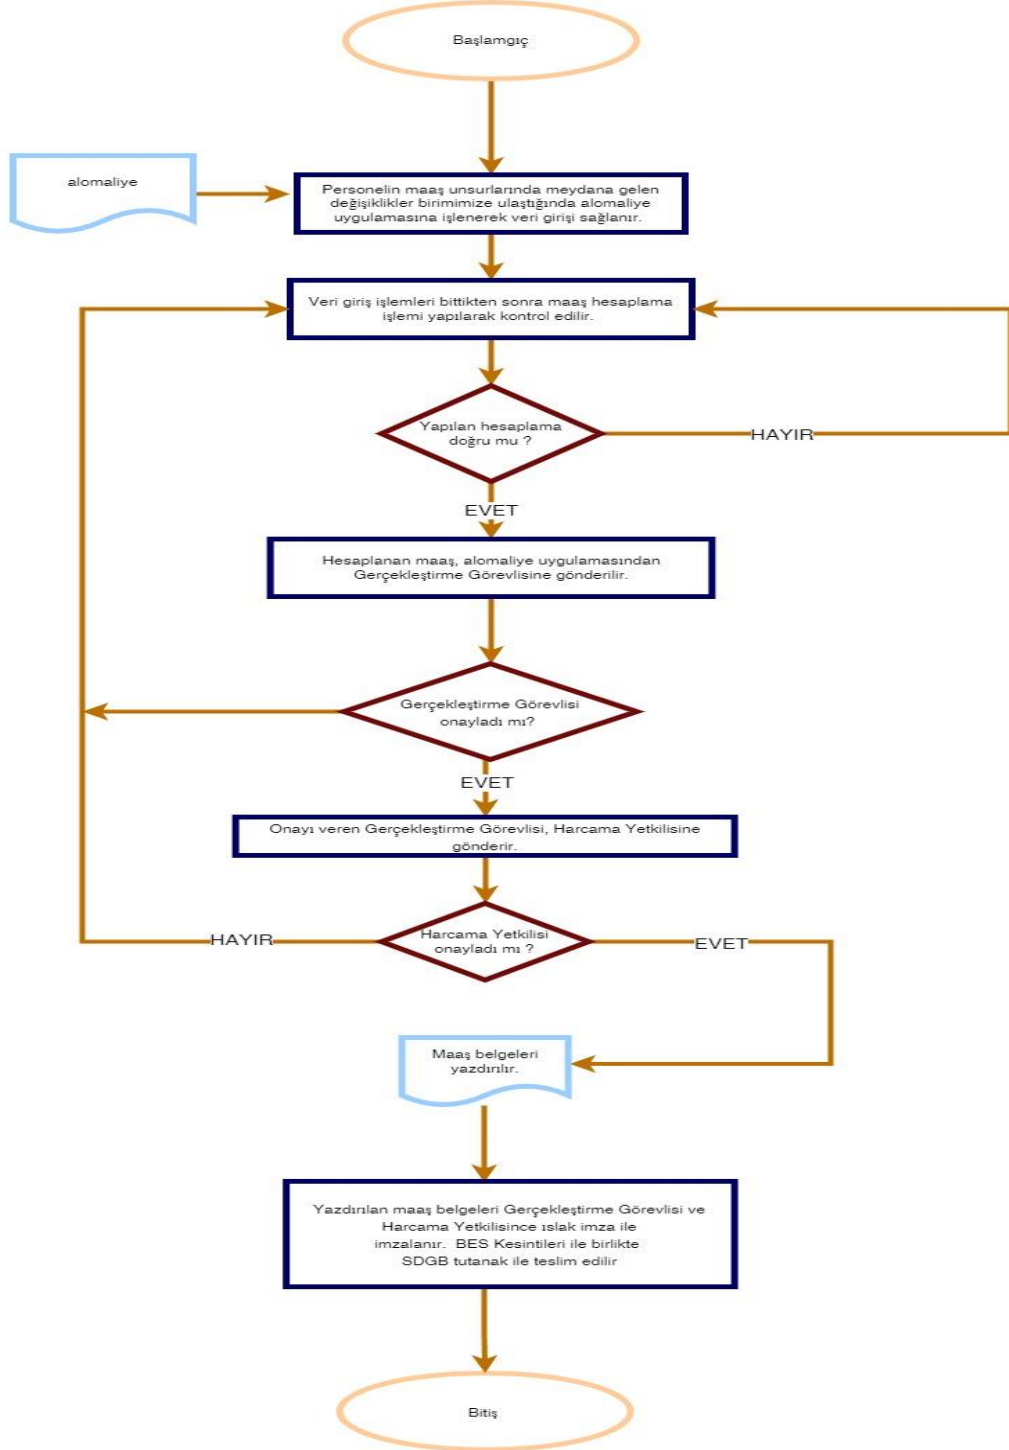 Başlamgıç
alomaliye
Personelin maaş unsurlarında meydana gelen
değişiklikler birimimize ulaştığında alomaliye
uygulamasına işlenerek veri girişi sağlanır.
Veri giriş işlemleri bittikten sonra maaş hesaplama
işlemi yapılarak kontrol edilir.
Yapılan hesaplama
doğru mu ?
HAYIR
EVET
Hesaplanan maaş, alomaliye uygulamasından
Gerçekleştirme Görevlisine gönderilir.
Gerçekleştirme Görevlisi
onayladı mı?
EVET
Onayı veren Gerçekleştirme Görevlisi, Harcama Yetkilisine
gönderir.
HAYIR
Harcama Yetkilisi
onayladı mı ?
EVET
Maaş belgeleri
yazdırılır.
Yazdırılan maaş belgeleri Gerçekleştirme Görevlisi ve
Harcama Yetkilisince ıslak imza ile
imzalanır. BES Kesintileri ile birlikte
SDGB tutanak ile teslim edilir
Bitiş